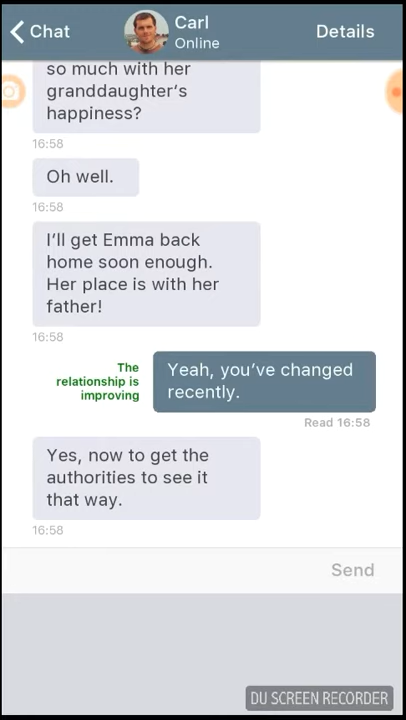 Chat
Carl
Online
Details
so much with her
granddaughter's
happiness?
16:58
Oh well.
16:58
I'll get Emma back
home soon enough.
Her place is with her
father!
16:58
The
relationship is
improving
Yeah, you've changed
recently.
Read 16:58
Yes, now to get the
authorities to see it
that way.
16:58
Send
DU SCREEN RECORDER